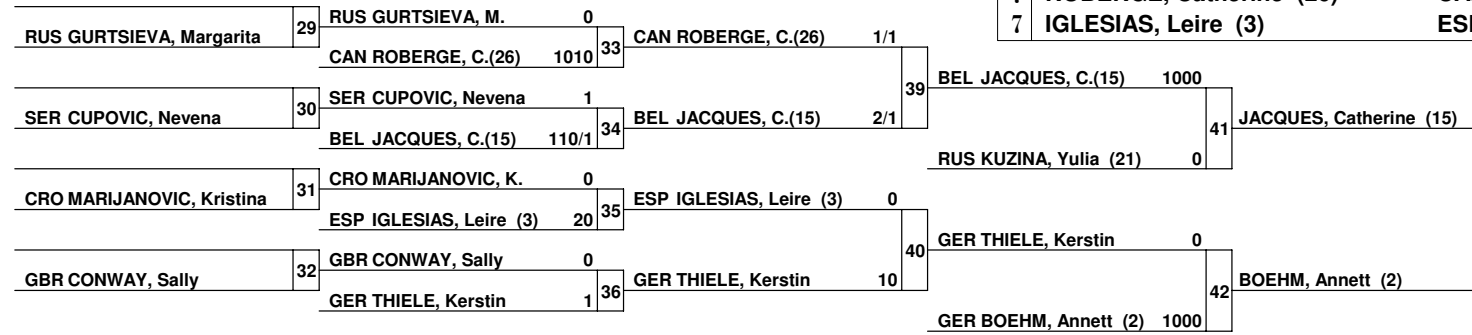 RUS GURTSIEVA, Margarita
29
RUS GURTSIEVA, M. 0
CAN ROBERGE, C.(26) 1010
33
CAN ROBERGE, C.(26) 1/1
SER CUPOVIC, Nevena
30
SER CUPOVIC, Nevena 1
BEL JACQUES, C.(15) 110/1
34
BEL JACQUES, C.(15) 2/1
39
BEL JACQUES, C.(15) 1000
RUS KUZINA, Yulia (21) 0
41
JACQUES, Catherine (15)
CRO MARIJANOVIC, Kristina
31
CRO MARIJANOVIC, K. 0
ESP IGLESIAS, Leire (3) 20
35
ESP IGLESIAS, Leire (3) 0
GBR CONWAY, Sally
32
GBR CONWAY, Sally 0
GER THIELE, Kerstin 1
36
GER THIELE, Kerstin 10
40
GER THIELE, Kerstin 0
GER BOEHM, Annett (2) 1000
42
BOEHM, Annett (2)
7 IGLESIAS, Leire (3)